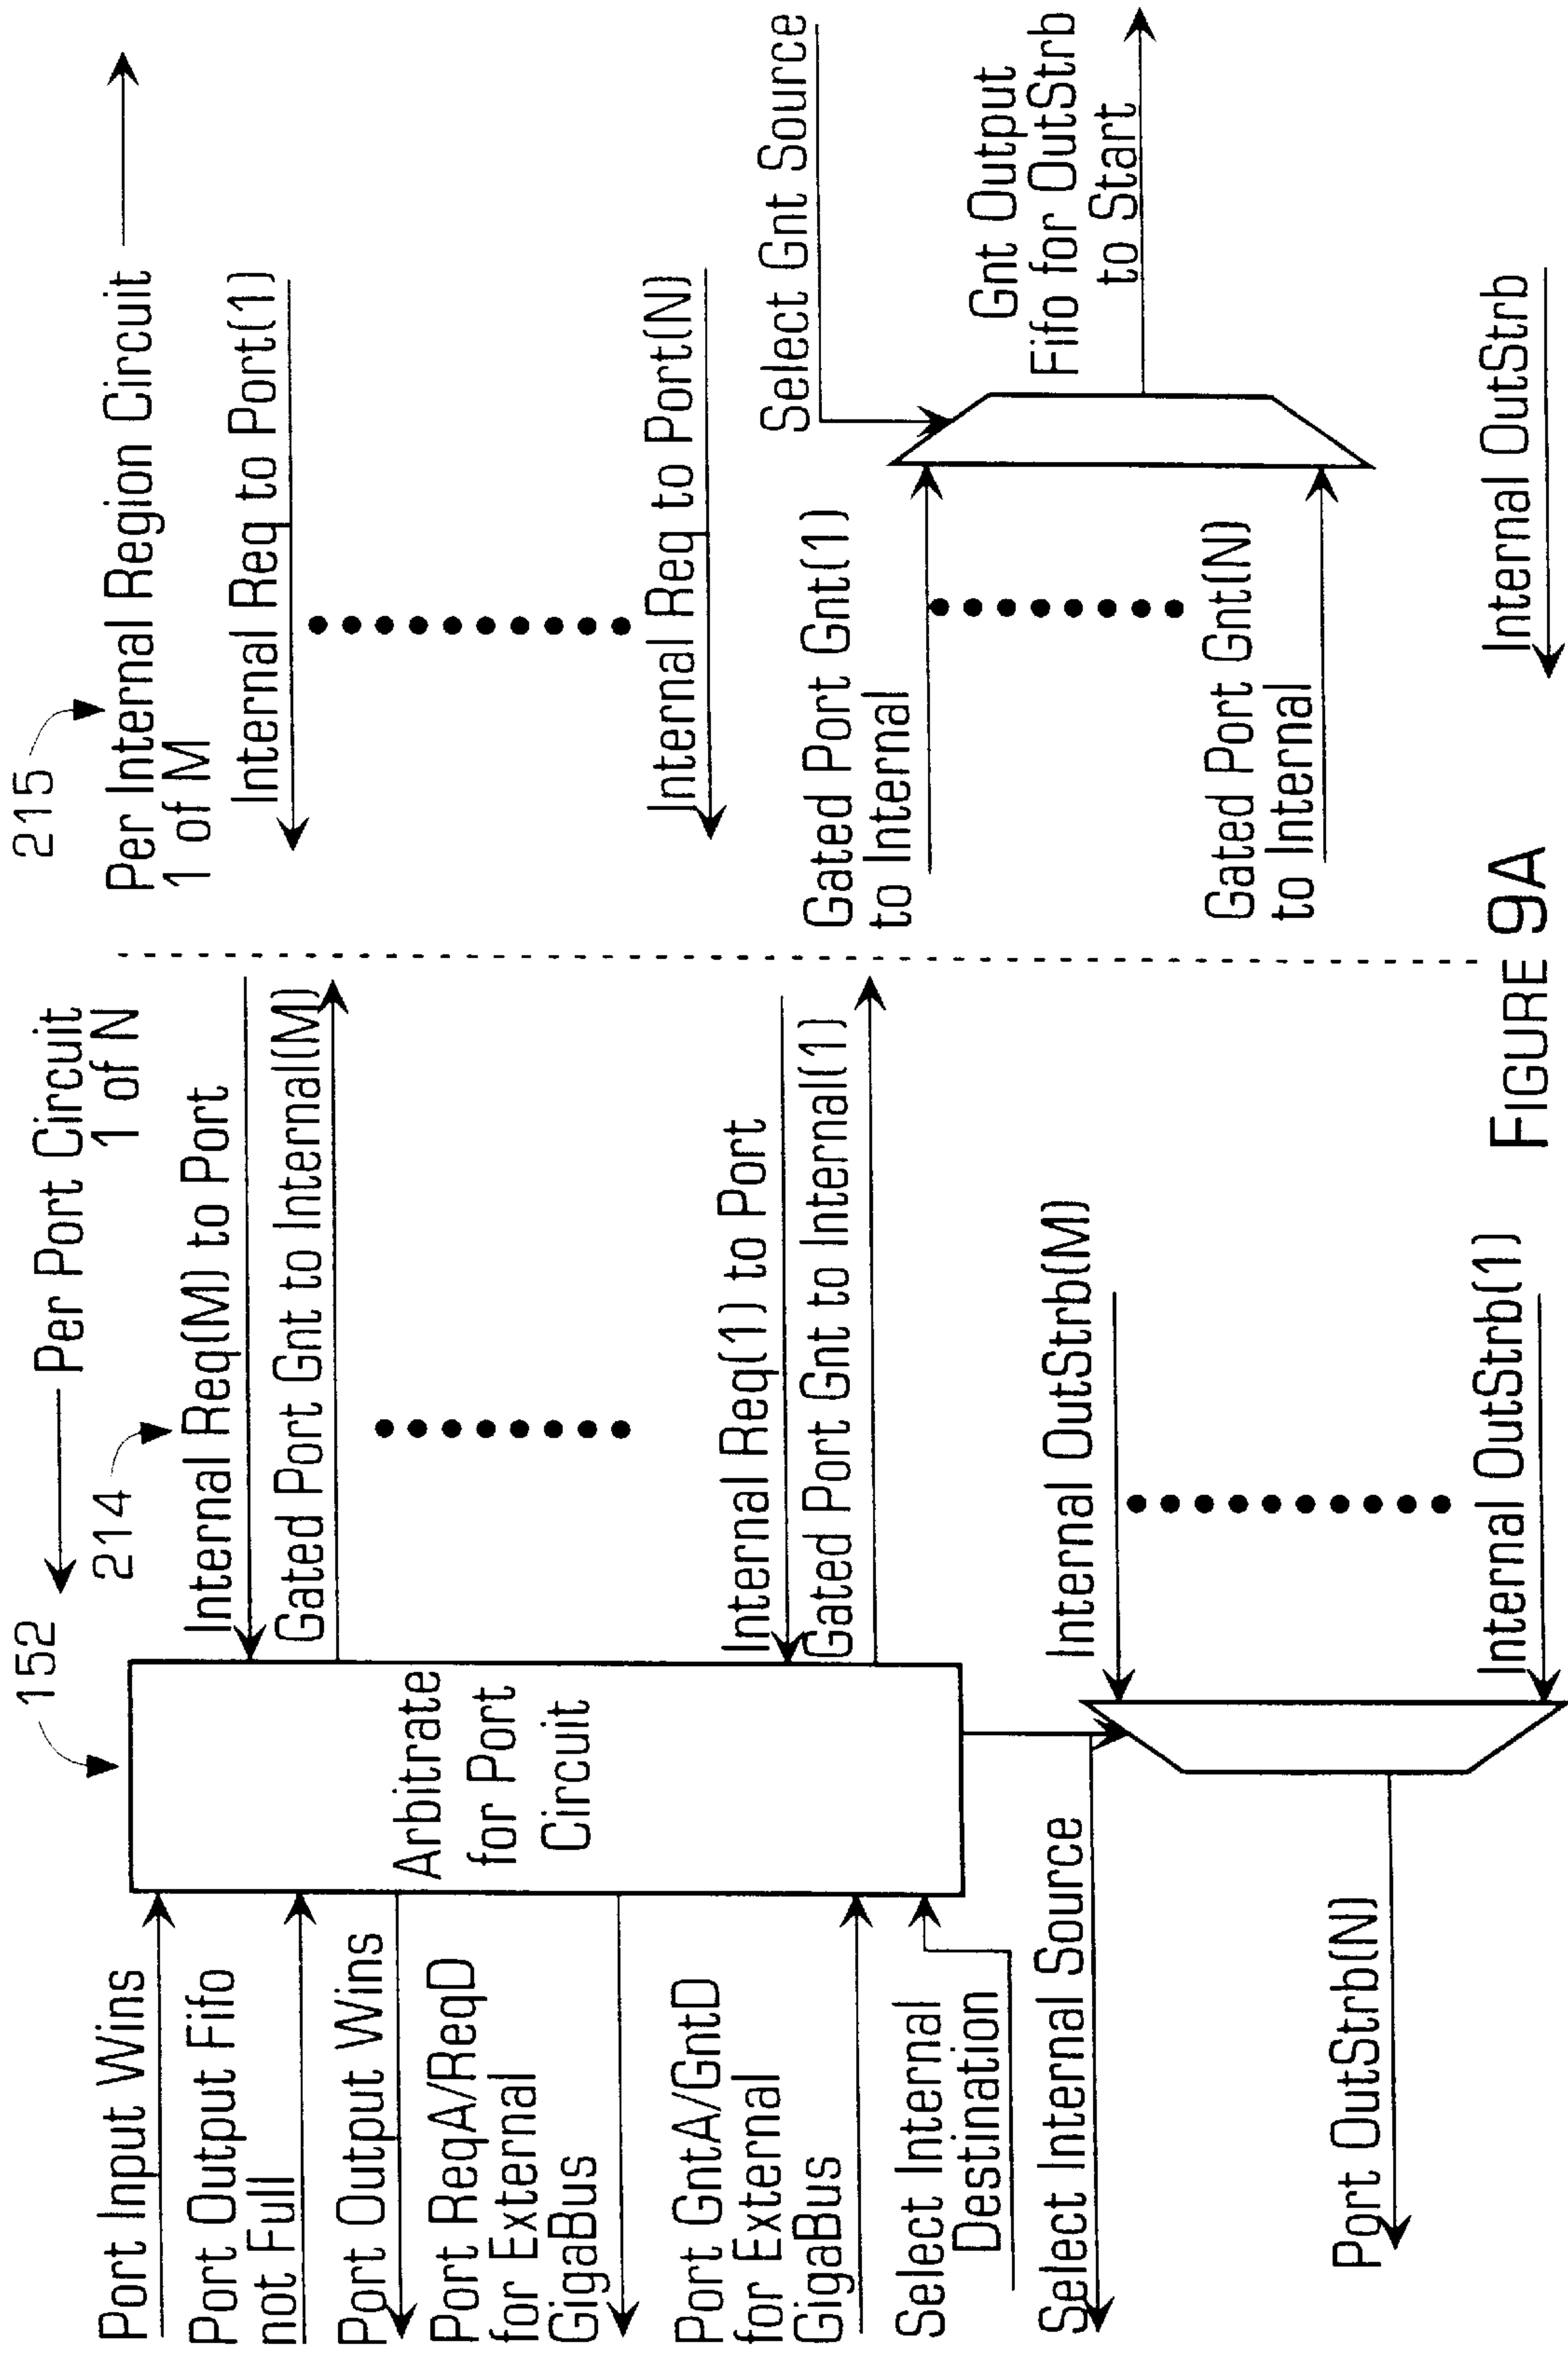 152
Per Port Circuit
1 of N
214
Port Input Wins
Port Output Fifo
not Full
Port Output Wins
Port ReqA/ReqD
for External
GigaBus
Port GntA/GntD
for External
GigaBus
Select Internal
Destination
Select Internal Source
Port OutStrb(N)
Arbitrate
for Port
Circuit
Internal Req(M) to Port
Gated Port Gnt to Internal(M)
Internal Req(1) to Port
Gated Port Gnt to Internal(1)
Internal OutStrb(M)
Internal OutStrb(1)
215
Per Internal Region Circuit
1 of M
Internal Req to Port(1)
Internal Req to Port(N)
Select Gnt Source
Gated Port Gnt(1)
to Internal
Gated Port Gnt(N)
to Internal
Gnt Output
Fifo for OutStrb
to Start
Internal OutStrb
FIGURE 9A